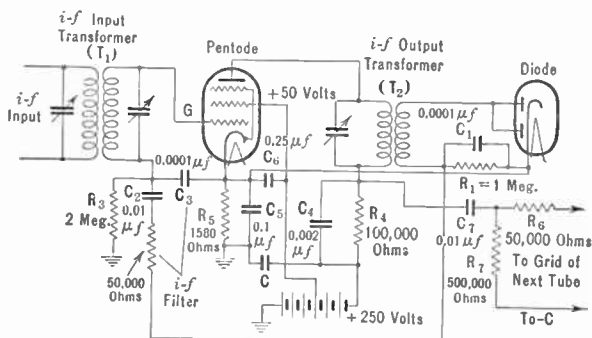 i-f Input
Transformer
(T₁)
Pentode
i-f Output
Transformer
(T₂)
Diode
+50 Volts
i-f
Input
G
0.0001 μf
C₁
0.25
μf
C₆
0.0001 μf
R₃
2 Meg.
C₂
0.01
μf
C₃
R₅
1580
Ohms
C₅
0.1
μf
C₄
0.002
μf
R₄
100,000
Ohms
R₁ = 1 Meg.
C₇
0.01 μf
R₆
50,000 Ohms
To Grid of
Next Tube
R₇
500,000
Ohms
50,000
Ohms
i-f
Filter
C
+250 Volts
To-C